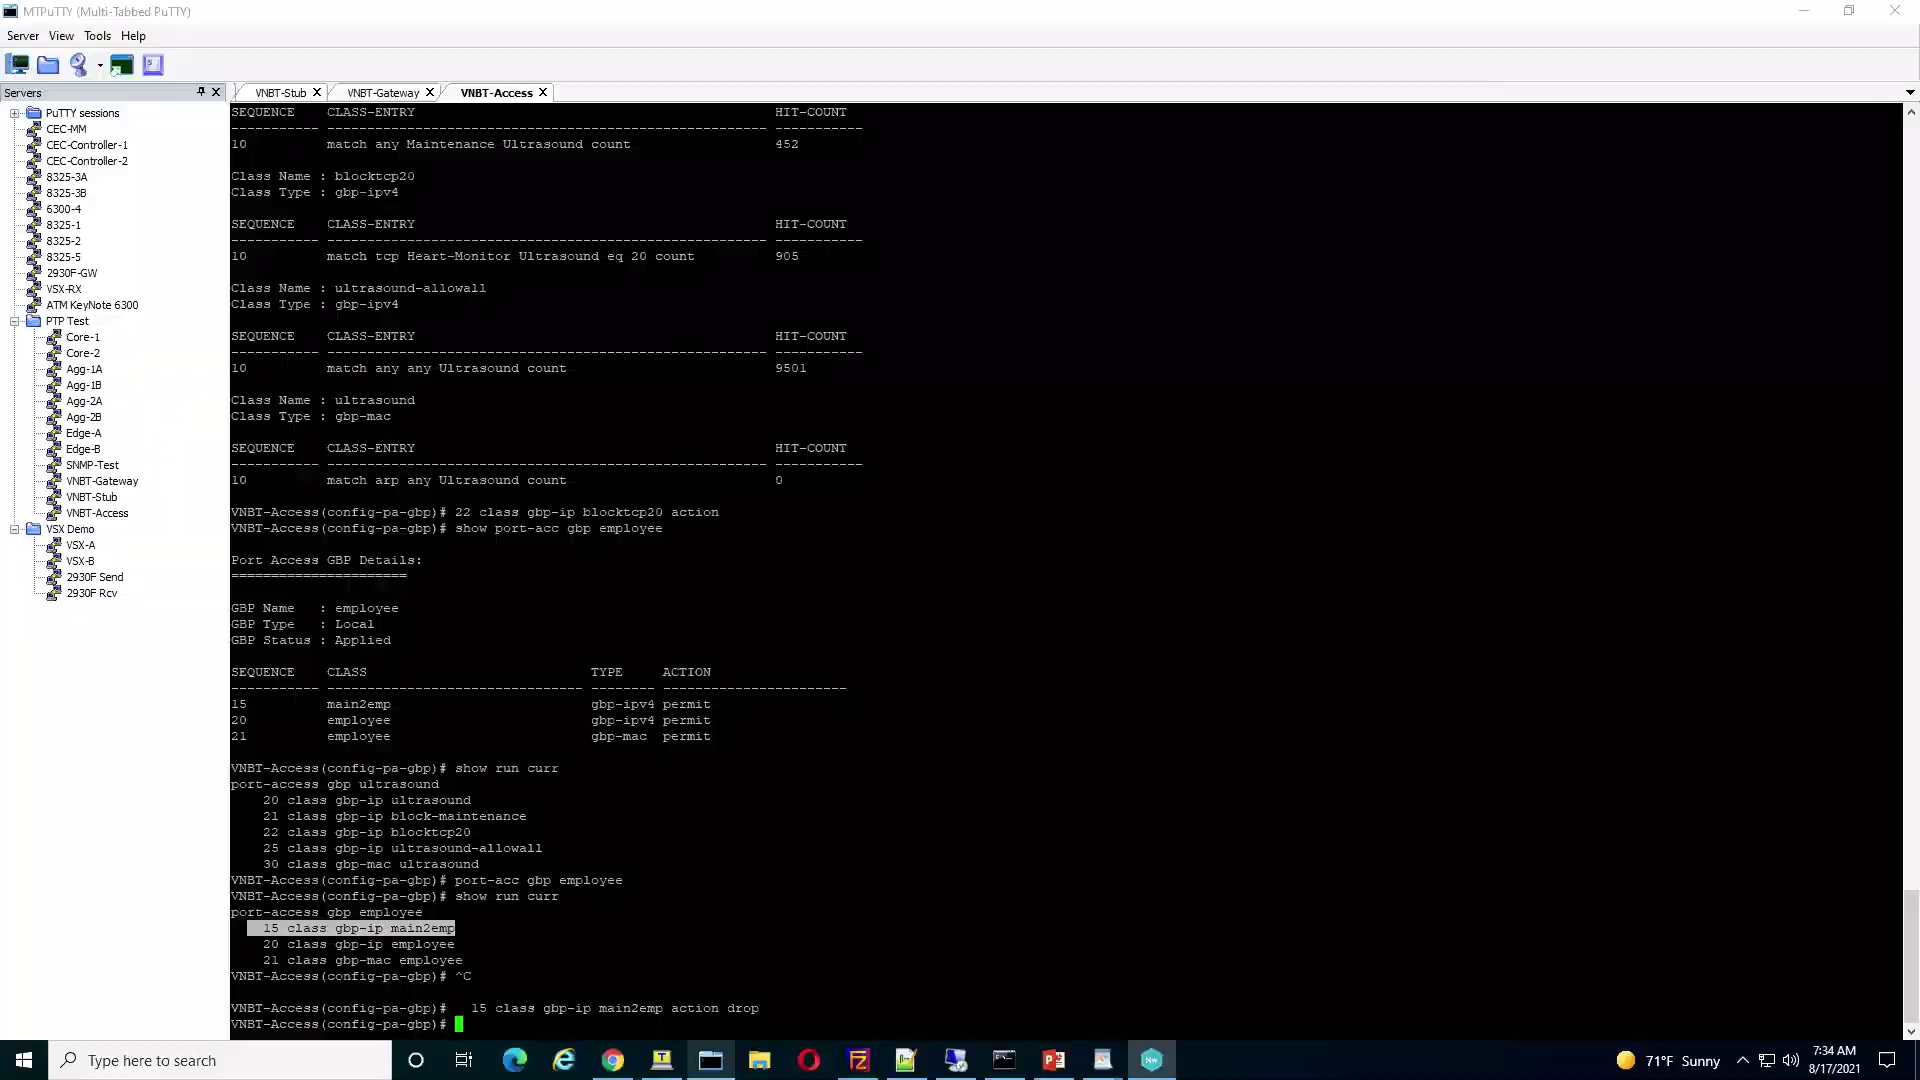 MTPuTTY (Multi-Tabbed PuTTY)
Server View Tools Help
Servers
VNBT-Stub
VNBT-Gateway
VNBT-Access
PuTTY sessions
CEC-MM
CEC-Controller-1
CEC-Controller-2
8325-3A
8325-3B
6300-4
8325-1
8325-2
8325-5
2930F-GW
VSX-RX
ATM KeyNote 6300
PTP Test
Core-1
Core-2
Agg-1A
Agg-1B
Agg-2A
Agg-2B
Edge-A
Edge-B
SNMP-Test
VNBT-Gateway
VNBT-Stub
VNBT-Access
VSX Demo
VSX-A
VSX-B
2930F Send
2930F Rcv
SEQUENCE CLASS-ENTRY HIT-COUNT
----------- ------------------------------------------------------- -----------
10 match any Maintenance Ultrasound count 452
Class Name : blocktcp20
Class Type : gbp-ipv4
SEQUENCE CLASS-ENTRY HIT-COUNT
----------- ------------------------------------------------------- -----------
10 match tcp Heart-Monitor Ultrasound eq 20 count 905
Class Name : ultrasound-allowall
Class Type : gbp-ipv4
SEQUENCE CLASS-ENTRY HIT-COUNT
----------- ------------------------------------------------------- -----------
10 match any any Ultrasound count 9501
Class Name : ultrasound
Class Type : gbp-mac
SEQUENCE CLASS-ENTRY HIT-COUNT
----------- ------------------------------------------------------- -----------
10 match arp any Ultrasound count 0
VNBT-Access(config-pa-gbp)# 22 class gbp-ip blocktcp20 action
VNBT-Access(config-pa-gbp)# show port-acc gbp employee
Port Access GBP Details:
======================
GBP Name : employee
GBP Type : Local
GBP Status : Applied
SEQUENCE CLASS TYPE ACTION
----------- -------------------------------- -------- -----------------------
15 main2emp gbp-ipv4 permit
20 employee gbp-ipv4 permit
21 employee gbp-mac permit
VNBT-Access(config-pa-gbp)# show run curr
port-access gbp ultrasound
20 class gbp-ip ultrasound
21 class gbp-ip block-maintenance
22 class gbp-ip blocktcp20
25 class gbp-ip ultrasound-allowall
30 class gbp-mac ultrasound
VNBT-Access(config-pa-gbp)# port-acc gbp employee
VNBT-Access(config-pa-gbp)# show run curr
port-access gbp employee
15 class gbp-ip main2emp
20 class gbp-ip employee
21 class gbp-mac employee
VNBT-Access(config-pa-gbp)# ^C
VNBT-Access(config-pa-gbp)# 15 class gbp-ip main2emp action drop
VNBT-Access(config-pa-gbp)#
Type here to search
71°F Sunny
7:34 AM
8/17/2021